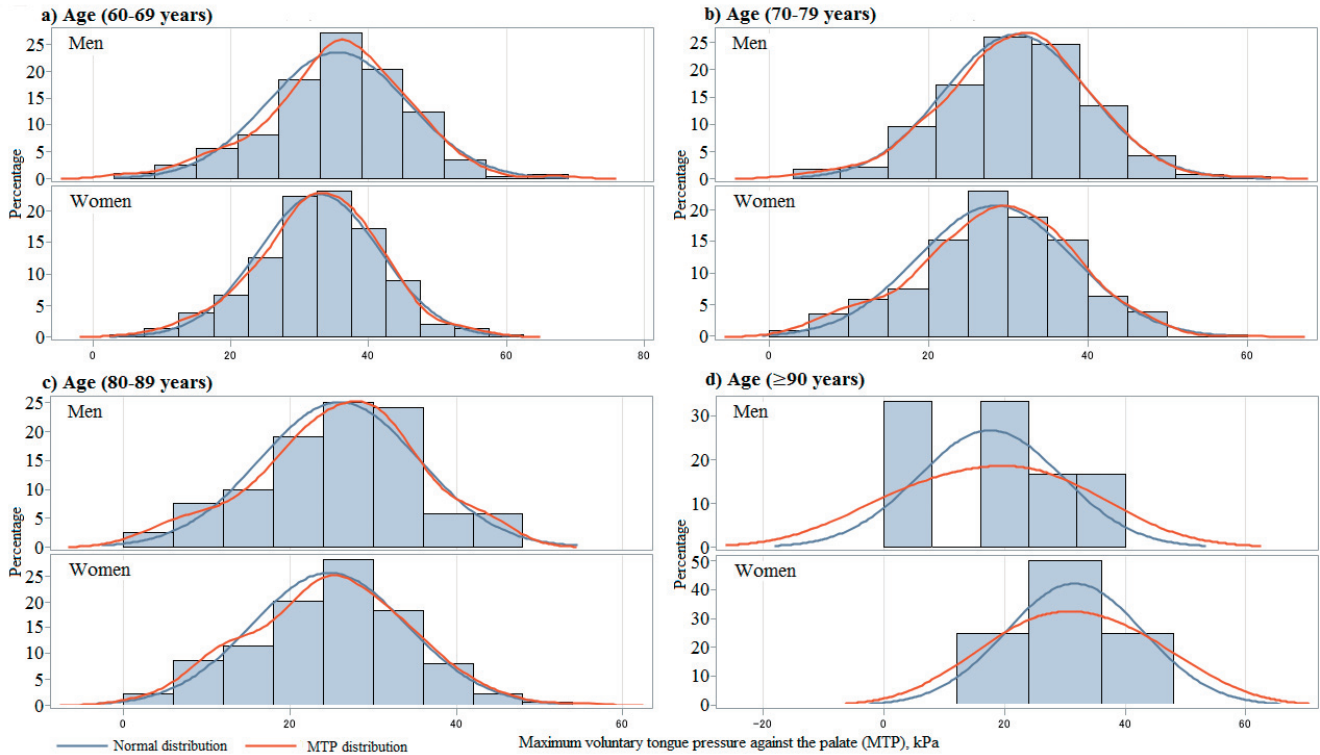 a) Age (60-69 years)
Men
25
20
15
10
5
0
Women
20
15
10
5
0
0 20 40 60 80
Percentage
b) Age (70-79 years)
Men
25
20
15
10
5
0
Women
20
15
10
5
0
0 20 40 60
Percentage
c) Age (80-89 years)
Men
25
20
15
10
5
0
Women
25
20
15
10
5
0
0 20 40 60
Percentage
d) Age (≥90 years)
Men
30
20
10
0
Women
50
40
30
20
10
0
−20 0 20 40 60
Percentage
Normal distribution MTP distribution Maximum voluntary tongue pressure against the palate (MTP), kPa